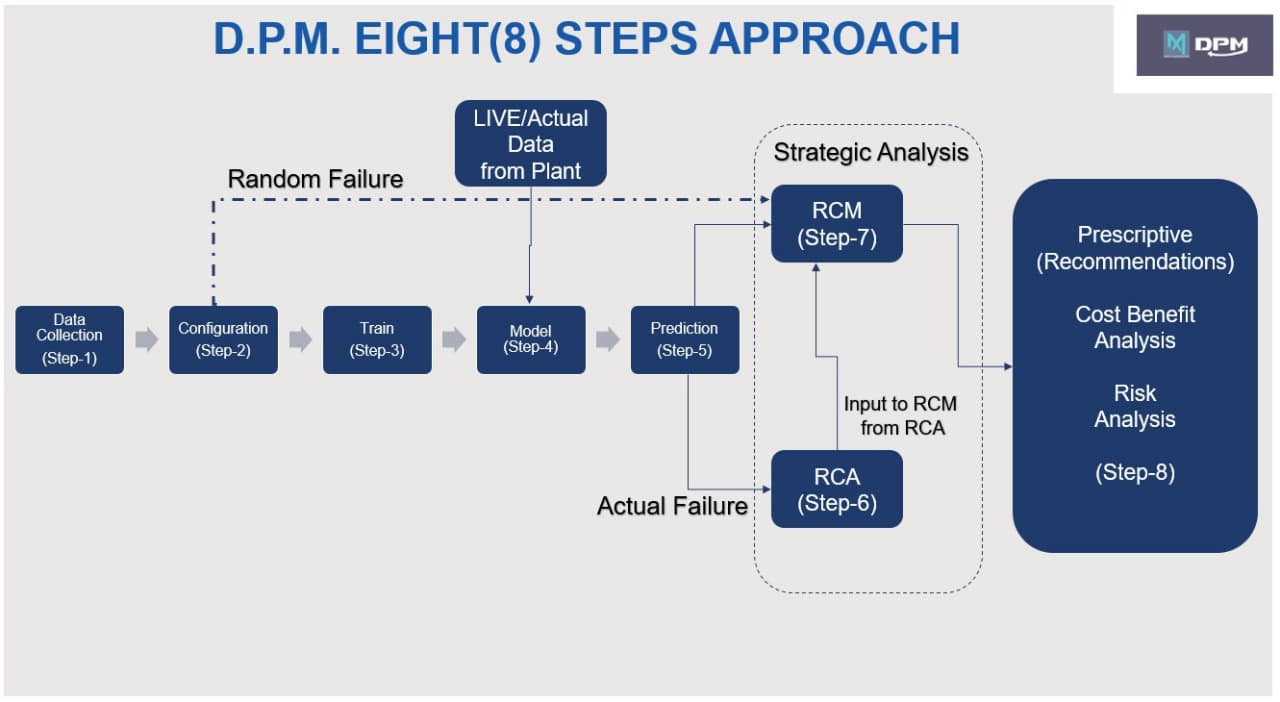 D.P.M. EIGHT(8) STEPS APPROACH
DPM
LIVE/Actual
Data
from Plant
Strategic Analysis
Random Failure
RCM
(Step-7)
Prescriptive
(Recommendations)
Cost Benefit
Analysis
Risk
Analysis
(Step-8)
Data
Collection
(Step-1)
Configuration
(Step-2)
Train
(Step-3)
Model
(Step-4)
Prediction
(Step-5)
Input to RCM
from RCA
RCA
(Step-6)
Actual Failure